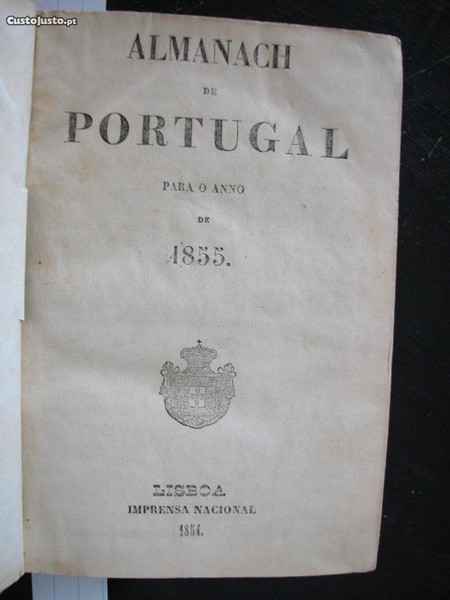 CustoJusto.pt
ALMANACH
DE
PORTUGAL
PARA O ANNO
DE
1855.
LISBOA
IMPRENSA NACIONAL
1854.